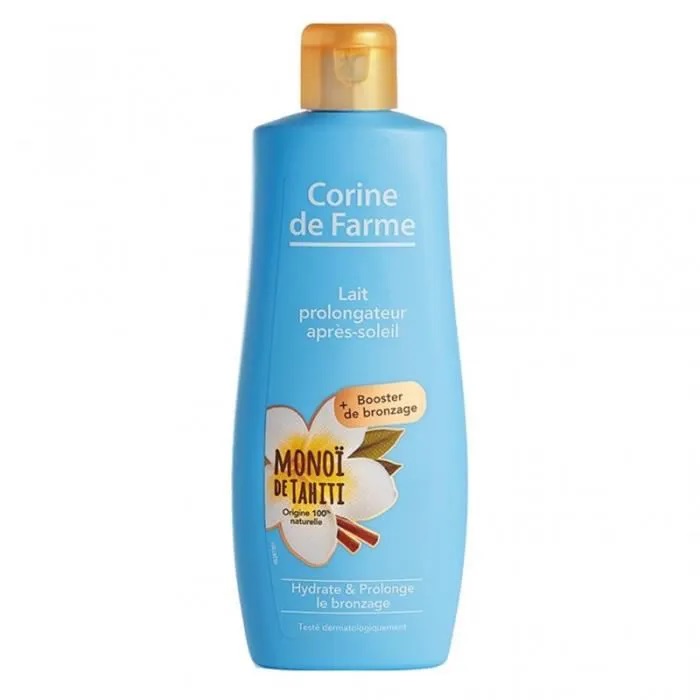 Corine
de Farme
Lait
prolongateur
après-soleil
+ Booster
de bronzage
MONOÏ
DE TAHITI
Origine 100%
naturelle
Hydrate & Prolonge
le bronzage
Testé dermatologiquement